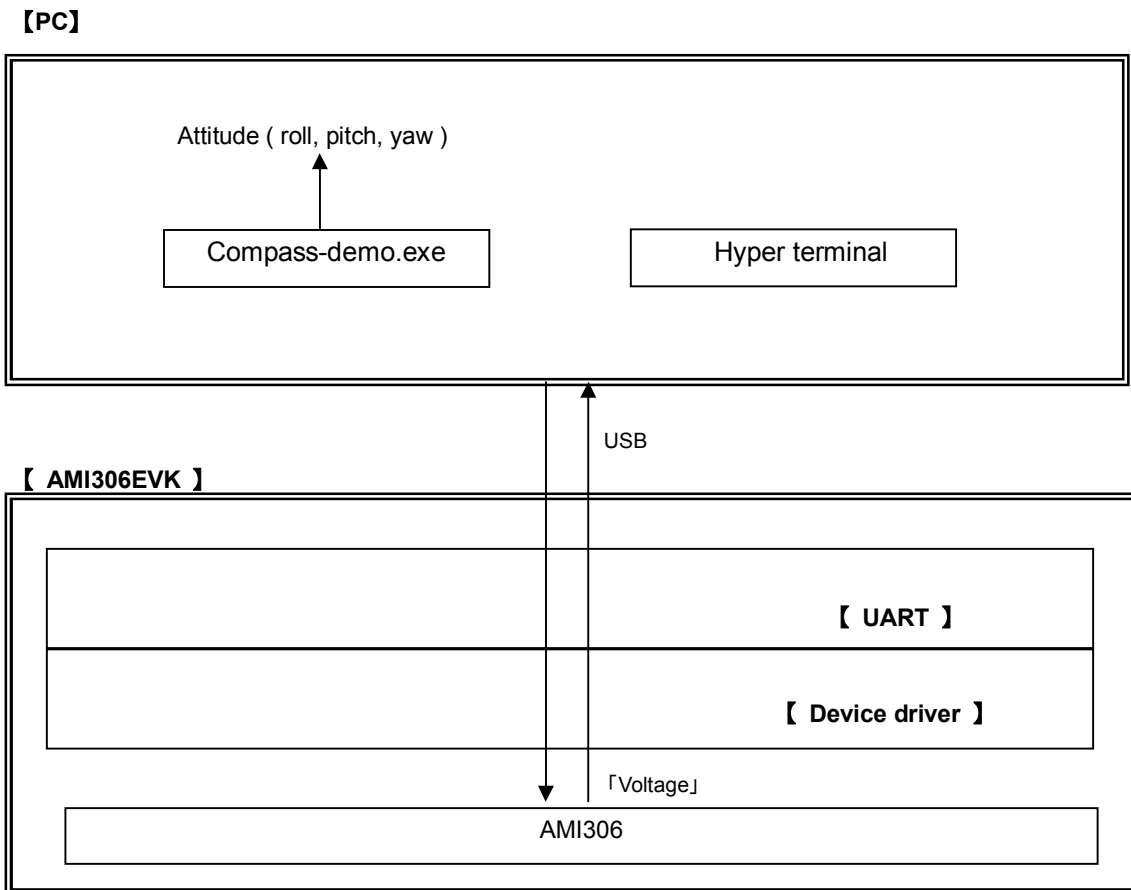 【PC】
Attitude ( roll, pitch, yaw )
Compass-demo.exe
Hyper terminal
USB
【 AMI306EVK 】
【 UART 】
【 Device driver 】
「Voltage」
AMI306